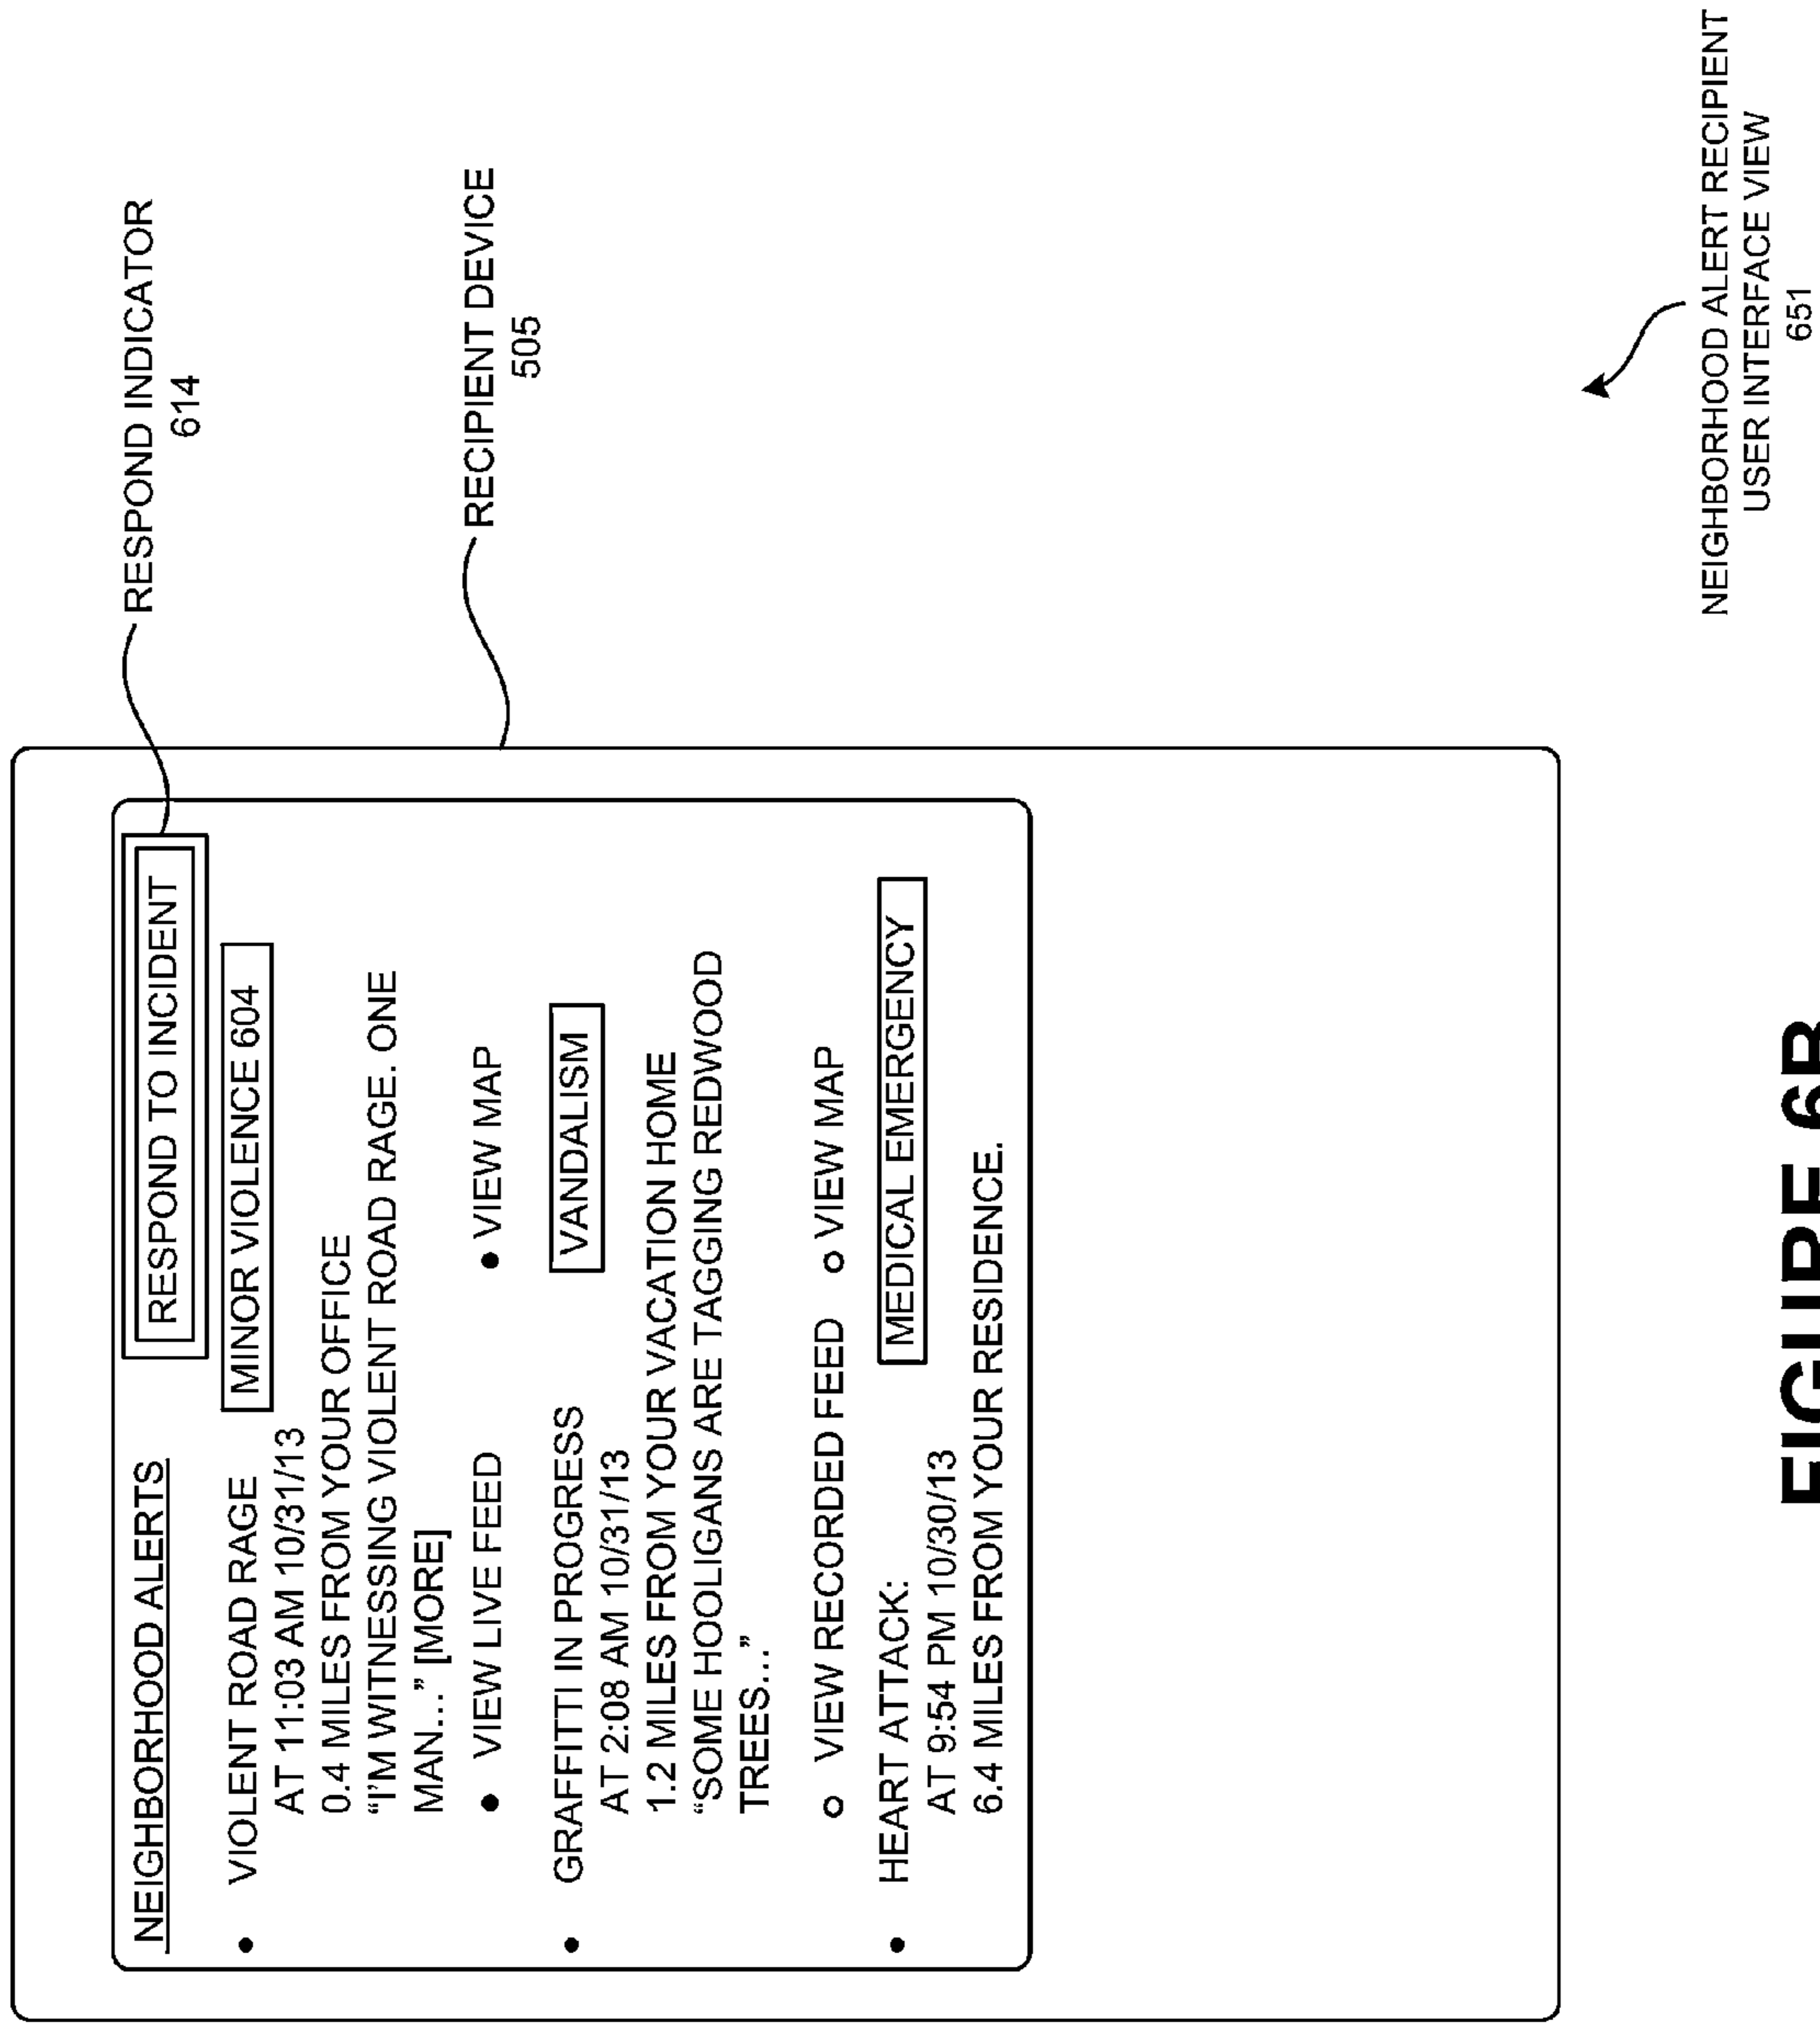 NEIGHBORHOOD ALERTS
RESPOND TO INCIDENT
VIOLENT ROAD RAGE
MINOR VIOLENCE 604
AT 11:03 AM 10/31/13
0.4 MILES FROM YOUR OFFICE
“I’M WITNESSING VIOLENT ROAD RAGE. ONE
MAN…” [MORE]
VIEW LIVE FEED
VIEW MAP
GRAFFITTI IN PROGRESS
VANDALISM
AT 2:08 AM 10/31/13
1.2 MILES FROM YOUR VACATION HOME
“SOME HOOLIGANS ARE TAGGING REDWOOD
TREES…”
VIEW RECORDED FEED
VIEW MAP
HEART ATTACK:
MEDICAL EMERGENCY
AT 9:54 PM 10/30/13
6.4 MILES FROM YOUR RESIDENCE.
RESPOND INDICATOR
614
RECIPIENT DEVICE
505
NEIGHBORHOOD ALERT RECIPIENT
USER INTERFACE VIEW
651
FIGURE 6B